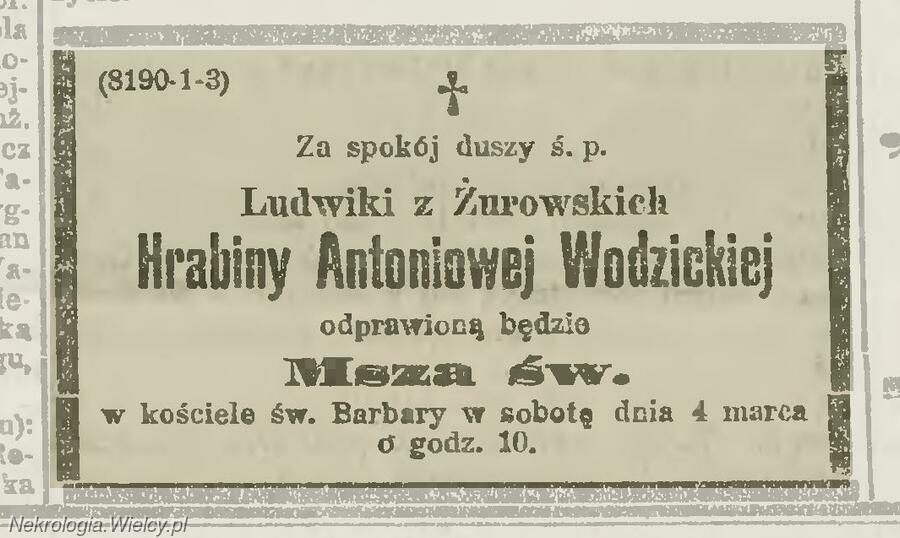 (8190-1-3)
Za spokój duszy ś. p.
Ludwiki z Żurowskich
Hrabiny Antoniowej Wodzickiej
odprawioną będzie
Msza św.
w kościele św. Barbary w sobotę dnia 4 marca
o godz. 10.
Nekrologia.Wielcy.pl